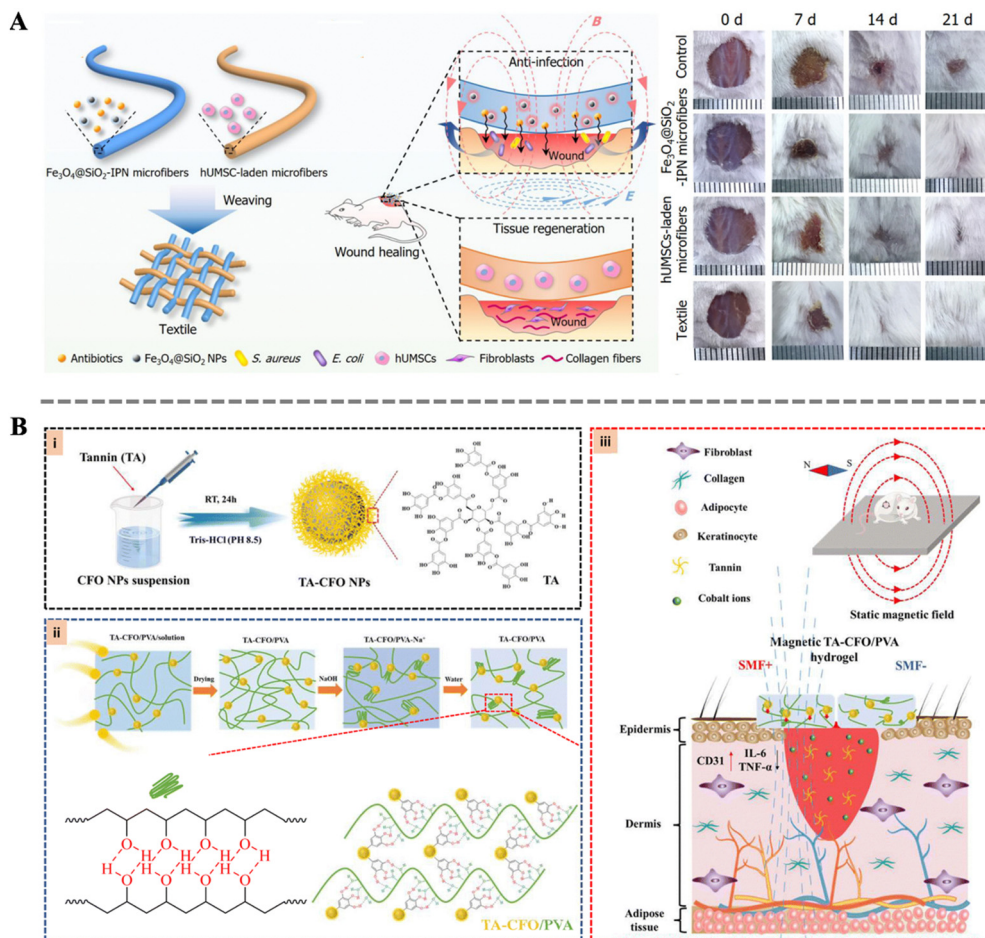 A
Fe3O4@SiO2-IPN microfibers
hUMSC-laden microfibers
Weaving
Textile
Wound healing
B
Anti-infection
Wound
E
Tissue regeneration
Wound
Antibiotics
Fe3O4@SiO2 NPs
S. aureus
E. coli
hUMSCs
Fibroblasts
Collagen fibers
0 d
7 d
14 d
21 d
Control
Fe3O4@SiO2
-IPN microfibers
hUMSCs-laden
microfibers
Textile
B
i
Tannin (TA)
CFO NPs suspension
RT, 24h
Tris-HCl (PH 8.5)
TA-CFO NPs
TA
ii
TA-CFO/PVA/solution
Drying
TA-CFO/PVA
NaOH
TA-CFO/PVA-Na+
Water
TA-CFO/PVA
H H H H
O O O O
H H H H
O O O O
TA-CFO/PVA
iii
Fibroblast
Collagen
Adipocyte
Keratinocyte
Tannin
Cobalt ions
N
S
Static magnetic field
Magnetic TA-CFO/PVA
hydrogel
SMF+
SMF-
Epidermis
CD31
IL-6
TNF-α
Dermis
Adipose
tissue